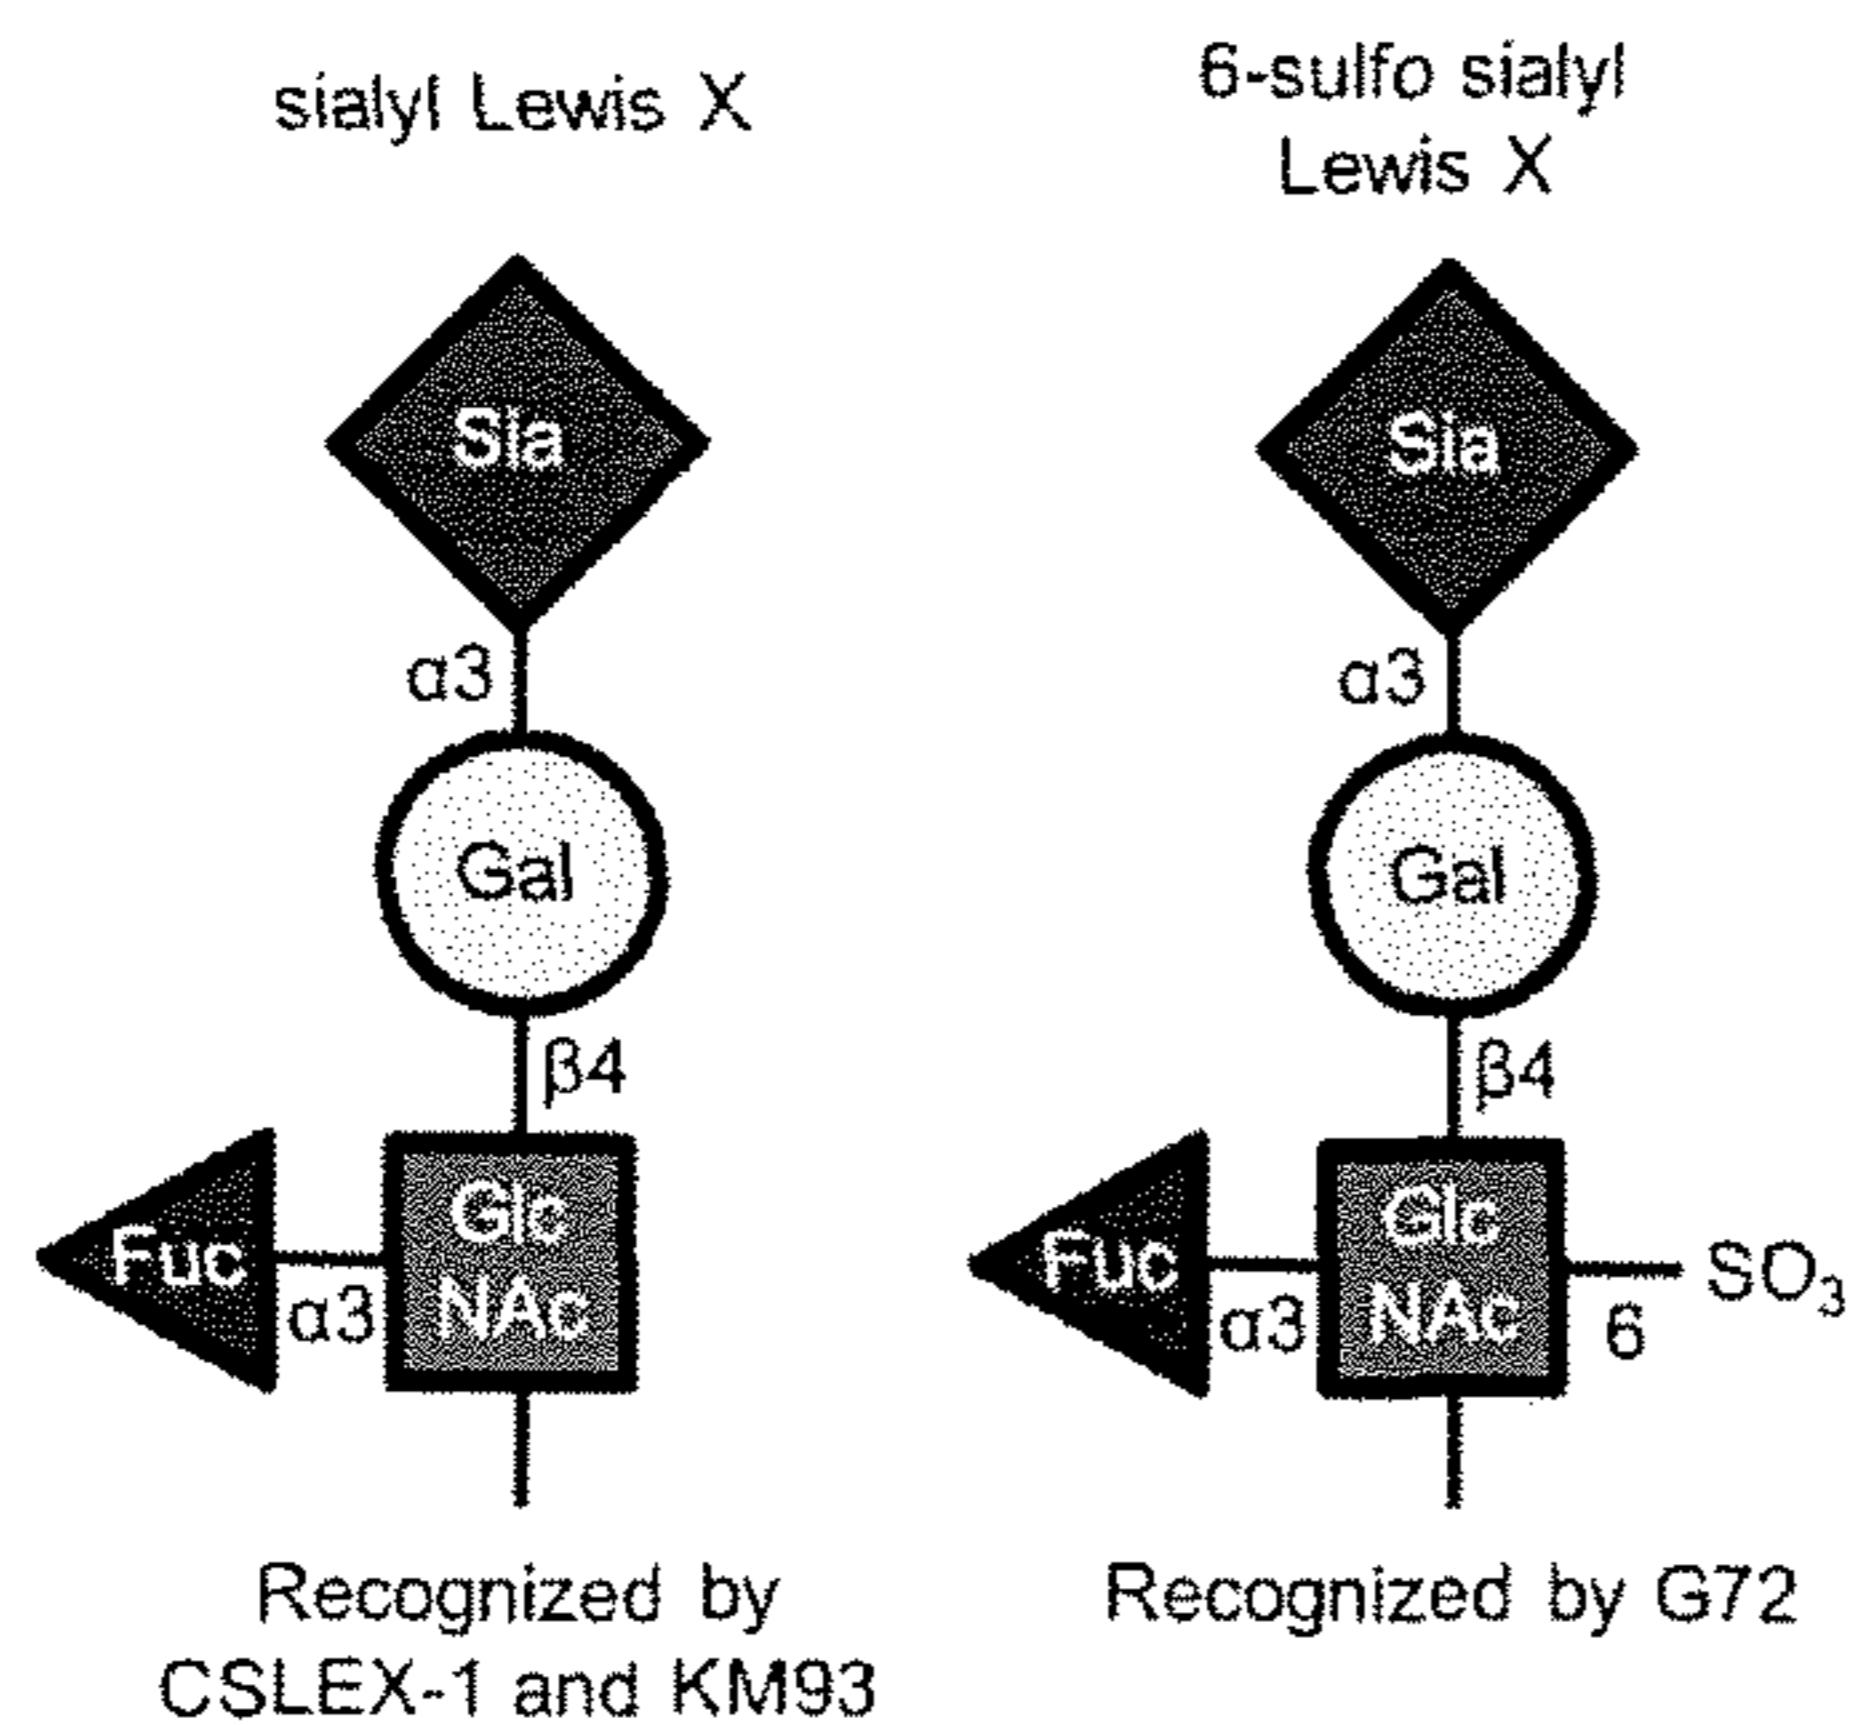 sialyl Lewis X
Sia
α3
Gal
β4
Glc
NAc
Fuc
α3
Recognized by
CSLEX-1 and KM93
6-sulfo sialyl
Lewis X
Sia
α3
Gal
β4
Glc
NAc
Fuc
α3
SO₃
6
Recognized by G72